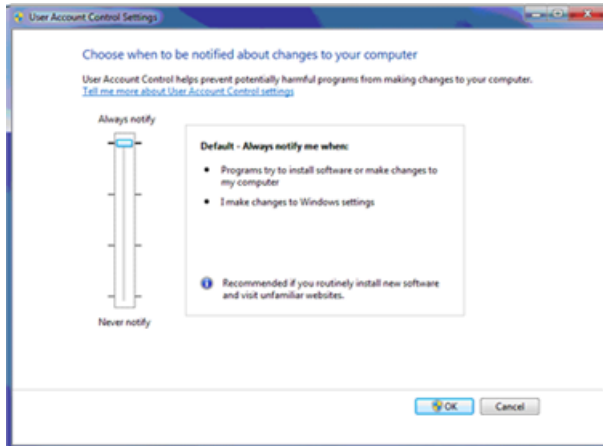 User Account Control Settings
Choose when to be notified about changes to your computer
User Account Control helps prevent potentially harmful programs from making changes to your computer.
Tell me more about User Account Control settings
Always notify
Default - Always notify me when:
• Programs try to install software or make changes to
my computer
• I make changes to Windows settings
Recommended if you routinely install new software
and visit unfamiliar websites.
Never notify
OK Cancel